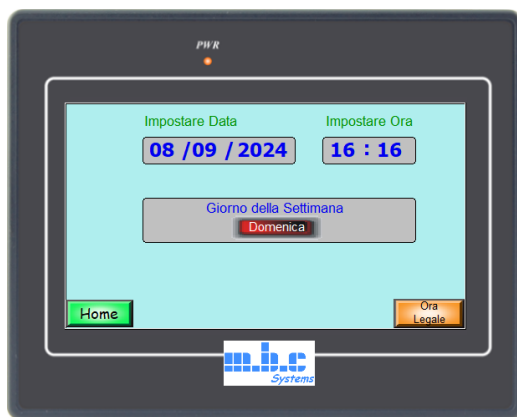 PWR
Impostare Data Impostare Ora
08 /09 / 2024 16 : 16
Giorno della Settimana
Domenica
Home
Ora
Legale
m.b.c
Systems